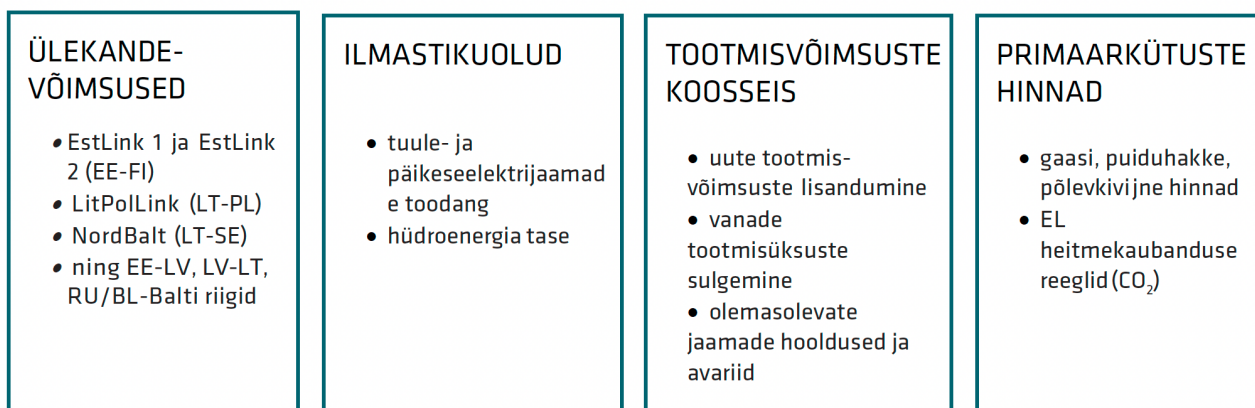 ÜLEKANDE-
VÕIMSUSED
• EstLink 1 ja EstLink
2 (EE-FI)
• LitPolLink (LT-PL)
• NordBalt (LT-SE)
• ning EE-LV, LV-LT,
RU/BL-Balti riigid
ILMASTIKUOLUD
• tuule- ja
päikeseelektrijaamad
e toodang
• hüdroenergia tase
TOOTMISVÕIMSUSTE
KOOSSEIS
• uute tootmis-
võimsuste lisandumine
• vanade
tootmisüksuste
sulgemine
• olemasolevate
jaamade hooldused ja
avariid
PRIMAARKÜTUSTE
HINNAD
• gaasi, puiduhakke,
põlevkivijne hinnad
• EL
heitmekaubanduse
reeglid (CO₂)